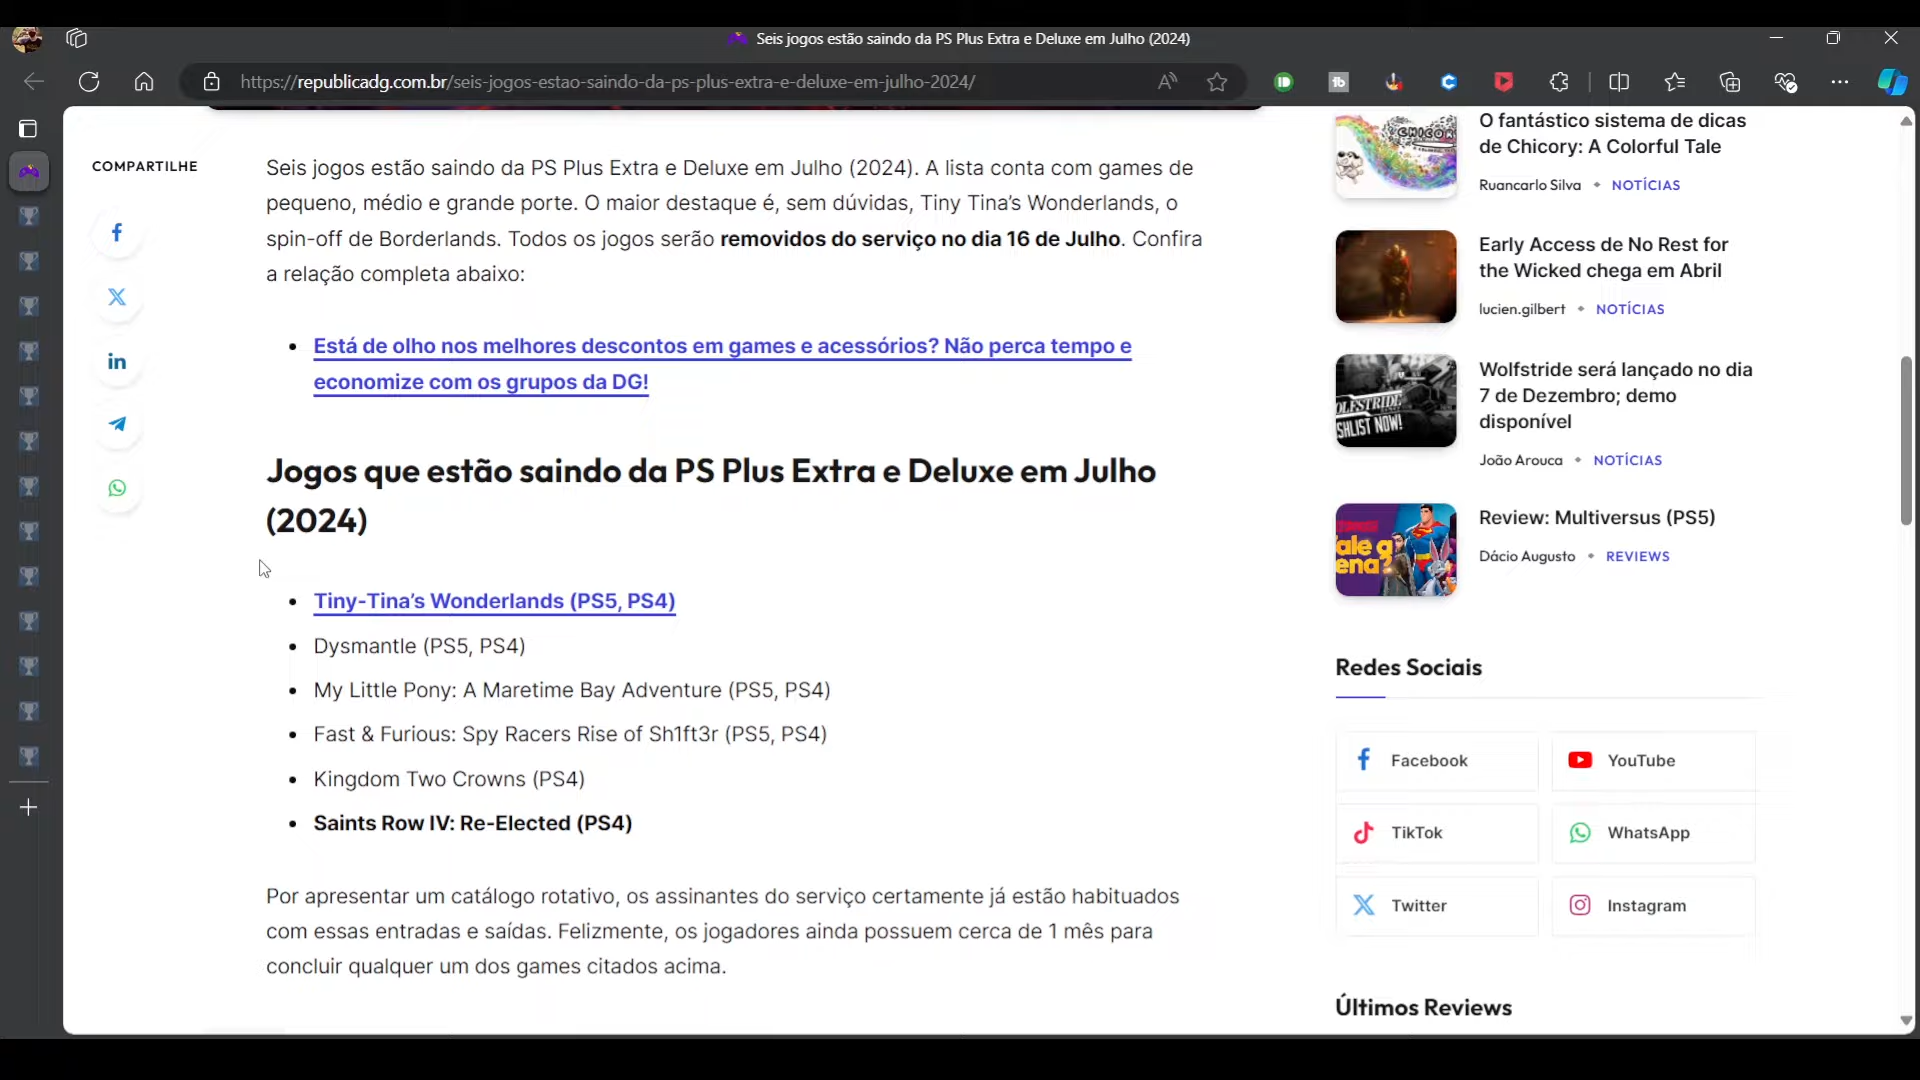 Seis jogos estão saindo da PS Plus Extra e Deluxe em Julho (2024)
https://republicadg.com.br/seis-jogos-estao-saindo-da-ps-plus-extra-e-deluxe-em-julho-2024/
COMPARTILHE
Seis jogos estão saindo da PS Plus Extra e Deluxe em Julho (2024). A lista conta com games de
pequeno, médio e grande porte. O maior destaque é, sem dúvidas, Tiny Tina’s Wonderlands, o
spin-off de Borderlands. Todos os jogos serão removidos do serviço no dia 16 de Julho. Confira
a relação completa abaixo:
Está de olho nos melhores descontos em games e acessórios? Não perca tempo e
economize com os grupos da DG!
Jogos que estão saindo da PS Plus Extra e Deluxe em Julho
(2024)
Tiny-Tina’s Wonderlands (PS5, PS4)
Dysmantle (PS5, PS4)
My Little Pony: A Maretime Bay Adventure (PS5, PS4)
Fast & Furious: Spy Racers Rise of Sh1ft3r (PS5, PS4)
Kingdom Two Crowns (PS4)
Saints Row IV: Re-Elected (PS4)
Por apresentar um catálogo rotativo, os assinantes do serviço certamente já estão habituados
com essas entradas e saídas. Felizmente, os jogadores ainda possuem cerca de 1 mês para
concluir qualquer um dos games citados acima.
CHICORY
O fantástico sistema de dicas
de Chicory: A Colorful Tale
Ruancarlo Silva • NOTÍCIAS
Early Access de No Rest for
the Wicked chega em Abril
lucien.gilbert • NOTÍCIAS
OLFSTRIDE
SHLIST NOW!
Wolfstride será lançado no dia
7 de Dezembro; demo
disponível
João Arouca • NOTÍCIAS
ale a
ena?
Review: Multiversus (PS5)
Dácio Augusto • REVIEWS
Redes Sociais
Facebook
YouTube
TikTok
WhatsApp
Twitter
Instagram
Últimos Reviews